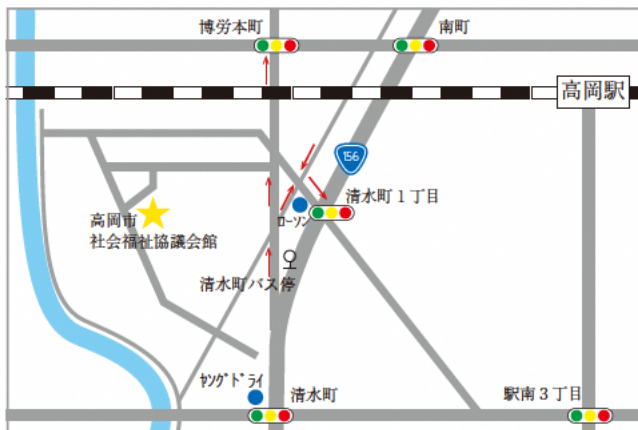 博労本町
南町
高岡駅
156
清水町1丁目
ローソン
高岡市
社会福祉協議会館
清水町バス停
ヤングドライ
清水町
駅南3丁目